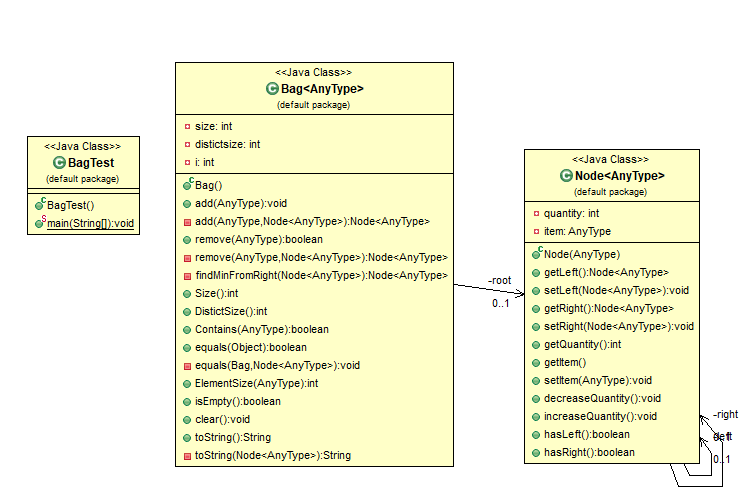 <<Java Class>>
BagTest
(default package)
BagTest()
main(String[]):void
<<Java Class>>
Bag<AnyType>
(default package)
size: int
distictsize: int
i: int
Bag()
add(AnyType):void
add(AnyType,Node<AnyType>):Node<AnyType>
remove(AnyType):boolean
remove(AnyType,Node<AnyType>):Node<AnyType>
findMinFromRight(Node<AnyType>):Node<AnyType>
Size():int
DistictSize():int
Contains(AnyType):boolean
equals(Object):boolean
equals(Bag,Node<AnyType>):void
ElementSize(AnyType):int
isEmpty():boolean
clear():void
toString():String
toString(Node<AnyType>):String
-root
0..1
<<Java Class>>
Node<AnyType>
(default package)
quantity: int
item: AnyType
Node(AnyType)
getLeft():Node<AnyType>
setLeft(Node<AnyType>):void
getRight():Node<AnyType>
setRight(Node<AnyType>):void
getQuantity():int
getItem()
setItem(AnyType):void
decreaseQuantity():void
increaseQuantity():void
hasLeft():boolean
hasRight():boolean
-right
0..1